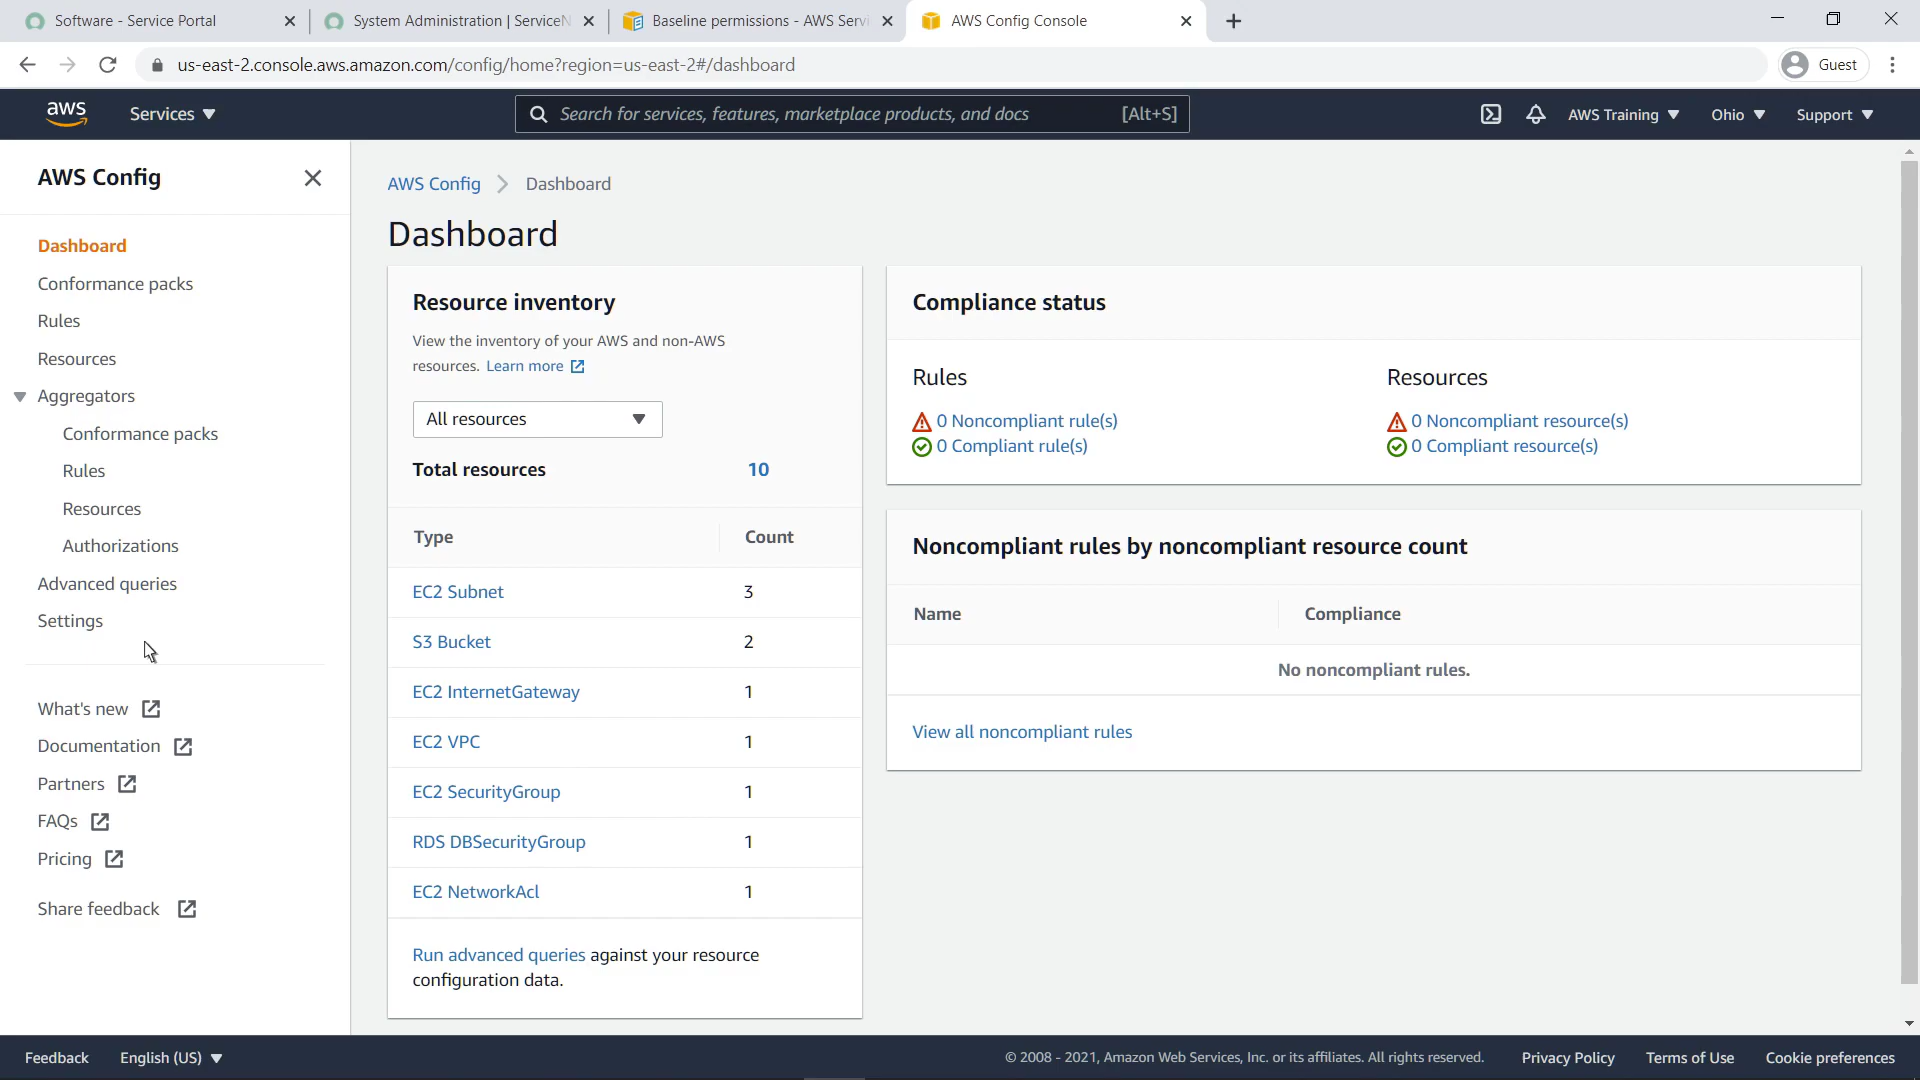 Software - Service Portal
System Administration | ServiceN
Baseline permissions - AWS Servi
AWS Config Console
us-east-2.console.aws.amazon.com/config/home?region=us-east-2#/dashboard
Guest
aws
Services
Search for services, features, marketplace products, and docs
[Alt+S]
AWS Training
Ohio
Support
AWS Config
Dashboard
Conformance packs
Rules
Resources
Aggregators
Conformance packs
Rules
Resources
Authorizations
Advanced queries
Settings
What's new
Documentation
Partners
FAQs
Pricing
Share feedback
AWS Config
Dashboard
Dashboard
Resource inventory
View the inventory of your AWS and non-AWS
resources. Learn more
All resources
Total resources 10
Type Count
EC2 Subnet 3
S3 Bucket 2
EC2 InternetGateway 1
EC2 VPC 1
EC2 SecurityGroup 1
RDS DBSecurityGroup 1
EC2 NetworkAcl 1
Run advanced queries against your resource
configuration data.
Compliance status
Rules
0 Noncompliant rule(s)
0 Compliant rule(s)
Resources
0 Noncompliant resource(s)
0 Compliant resource(s)
Noncompliant rules by noncompliant resource count
Name Compliance
No noncompliant rules.
View all noncompliant rules
Feedback
English (US)
© 2008 - 2021, Amazon Web Services, Inc. or its affiliates. All rights reserved.
Privacy Policy
Terms of Use
Cookie preferences